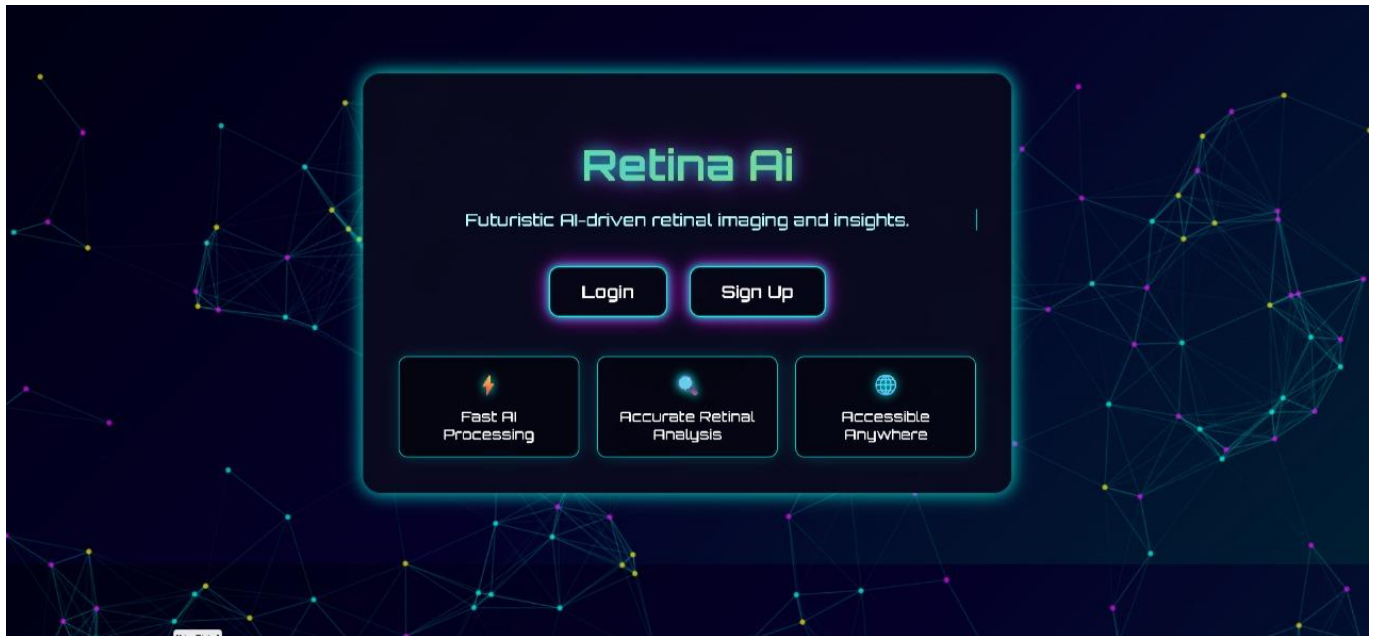 Retina Ai
Futuristic AI-driven retinal imaging and insights.
Login
Sign Up
Fast AI
Processing
Accurate Retinal
Analysis
Accessible
Anywhere